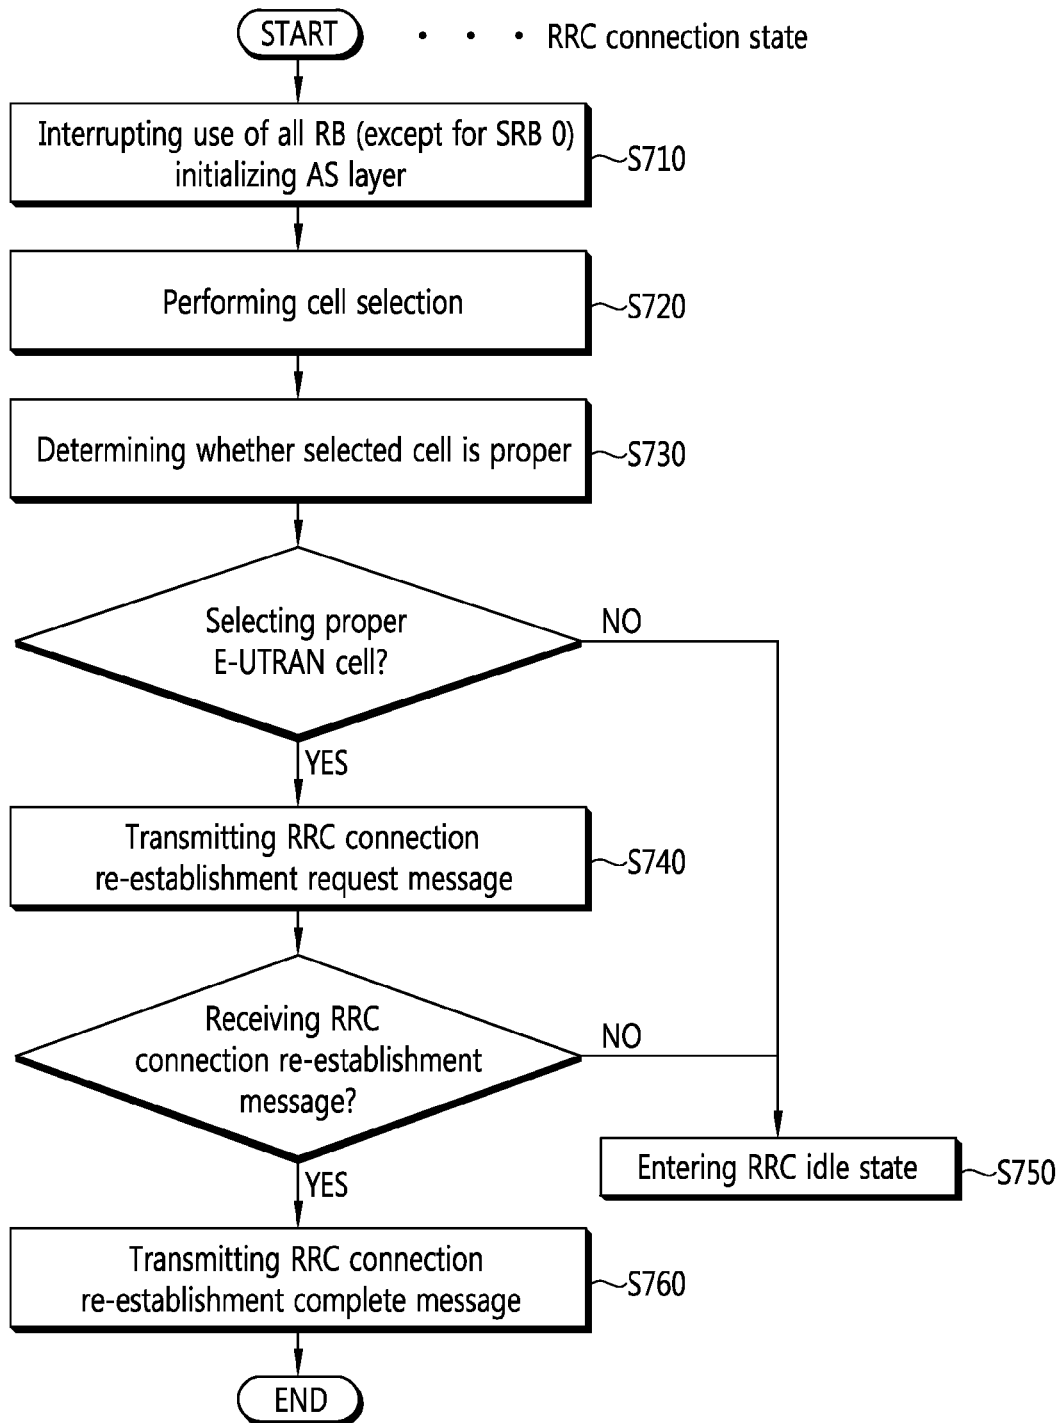 START
· · · RRC connection state
Interrupting use of all RB (except for SRB 0)
initializing AS layer
S710
Performing cell selection
S720
Determining whether selected cell is proper
S730
Selecting proper
E-UTRAN cell?
NO
YES
Transmitting RRC connection
re-establishment request message
S740
Receiving RRC
connection re-establishment
message?
NO
YES
Entering RRC idle state
S750
Transmitting RRC connection
re-establishment complete message
S760
END